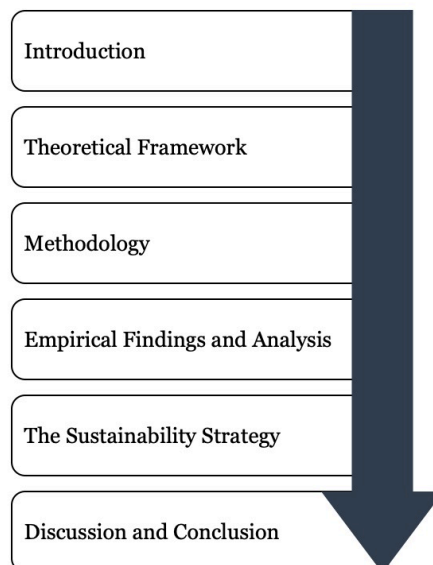 Introduction
Theoretical Framework
Methodology
Empirical Findings and Analysis
The Sustainability Strategy
Discussion and Conclusion